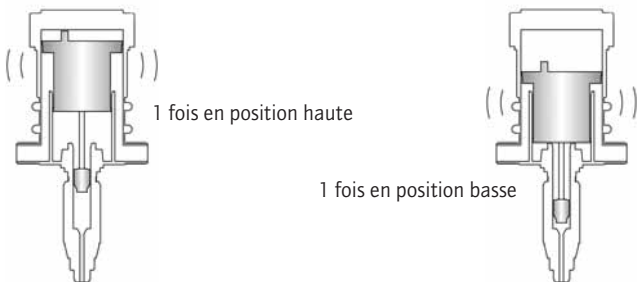 1 fois en position haute
1 fois en position basse